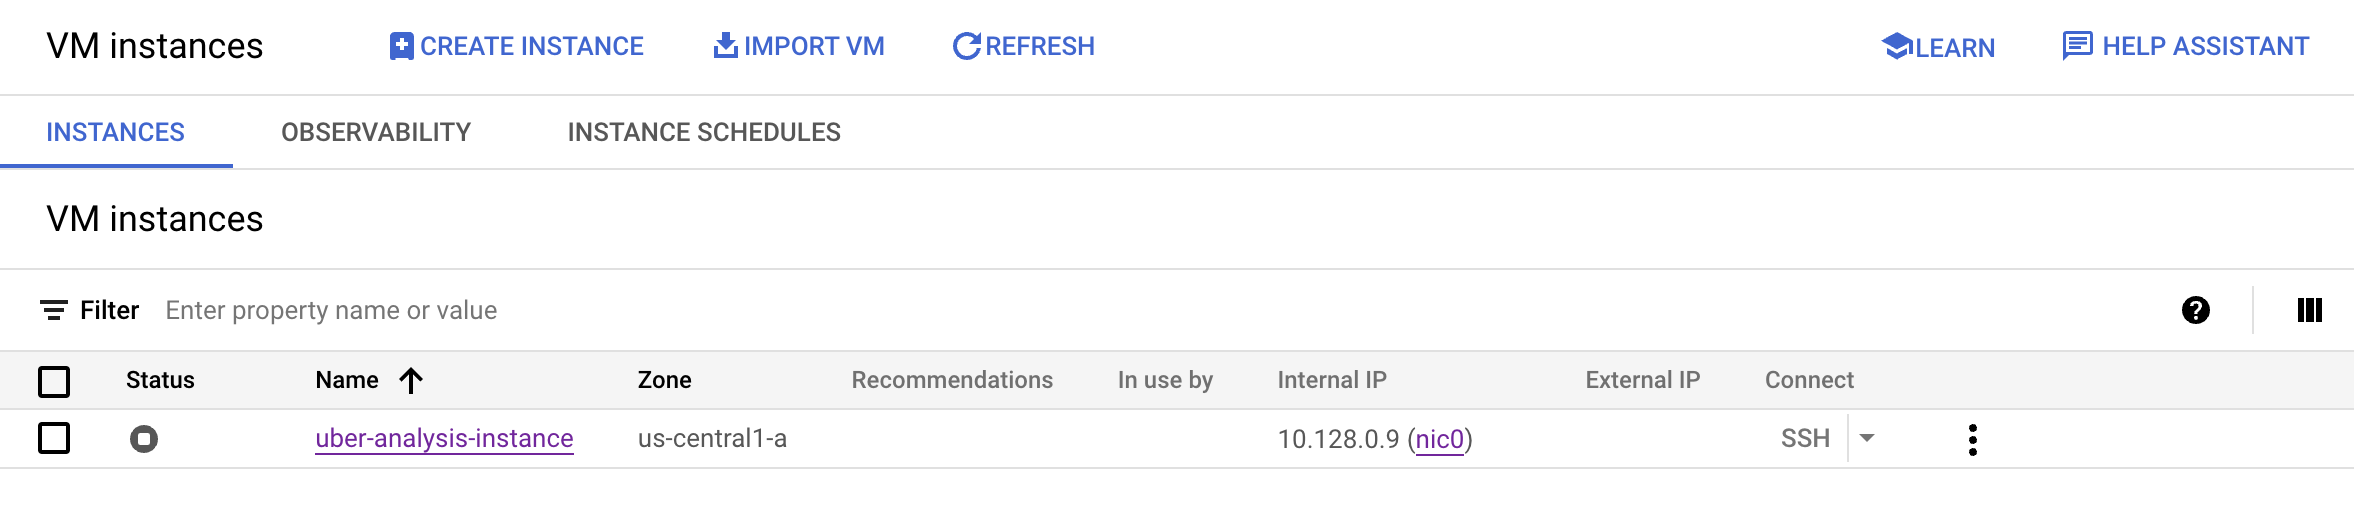 VM instances CREATE INSTANCE IMPORT VM REFRESH LEARN HELP ASSISTANT
INSTANCES OBSERVABILITY INSTANCE SCHEDULES
VM instances
Filter Enter property name or value
Status Name Zone Recommendations In use by Internal IP External IP Connect
uber-analysis-instance us-central1-a 10.128.0.9 (nic0) SSH